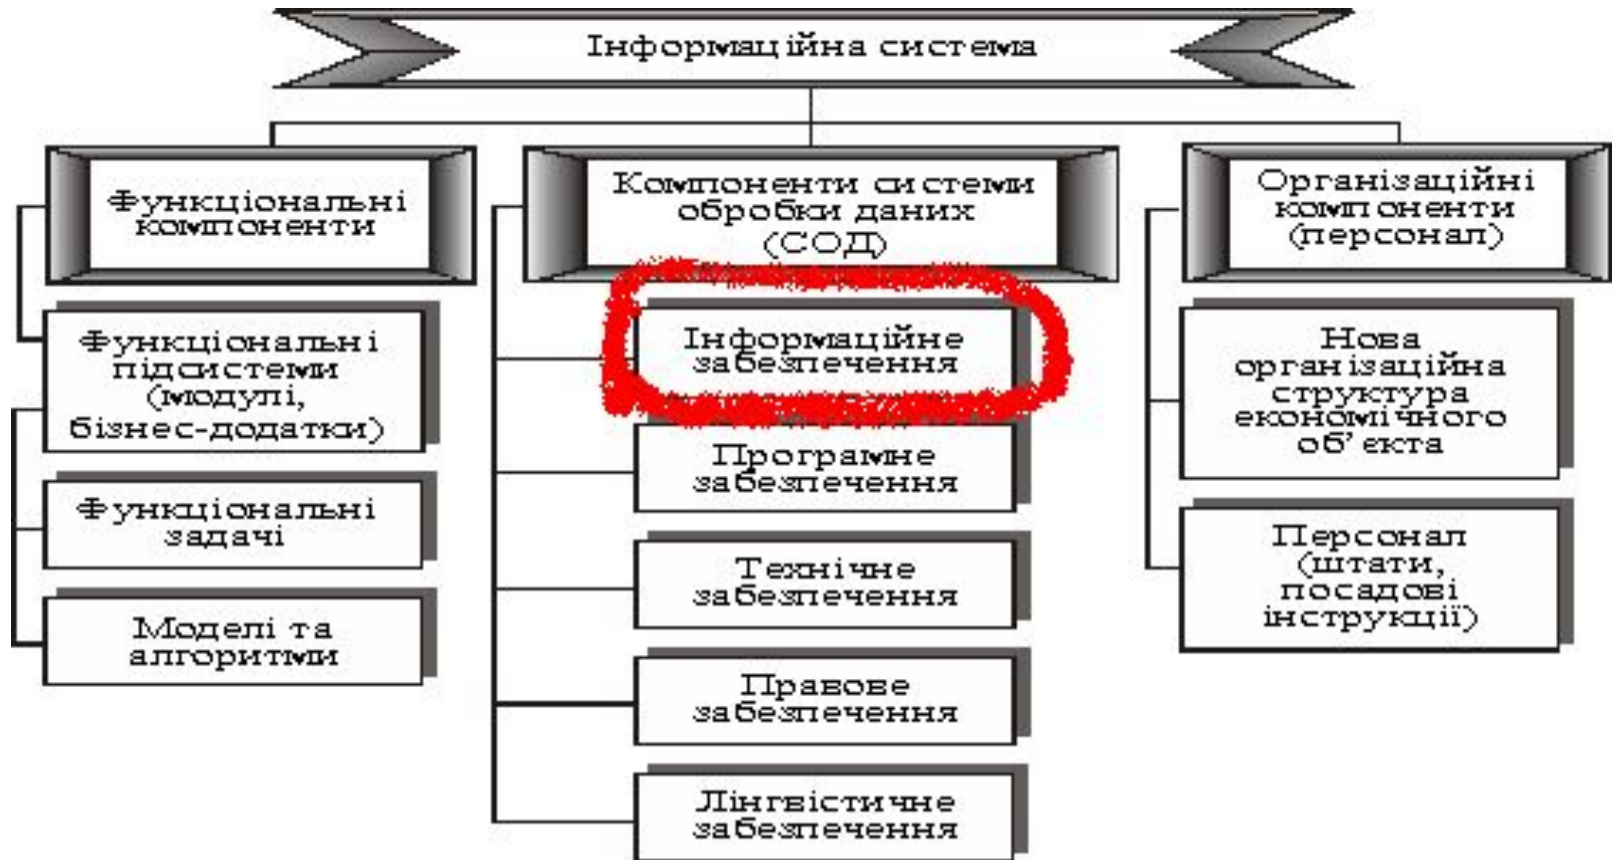 Інформаційна система
Функціональні
компоненти
Функціональні
підсистеми
(модулі,
бізнес-додатки)
Функціональні
задачі
Моделі та
алгоритми
Компоненти системи
обробки даних
(СОД)
Інформаційне
забезпечення
Програмне
забезпечення
Технічне
забезпечення
Правове
забезпечення
Лінгвістичне
забезпечення
Організаційні
компоненти
(персонал)
Нова
організаційна
структура
економічного
об’єкта
Персонал
(штати,
посадові
інструкції)